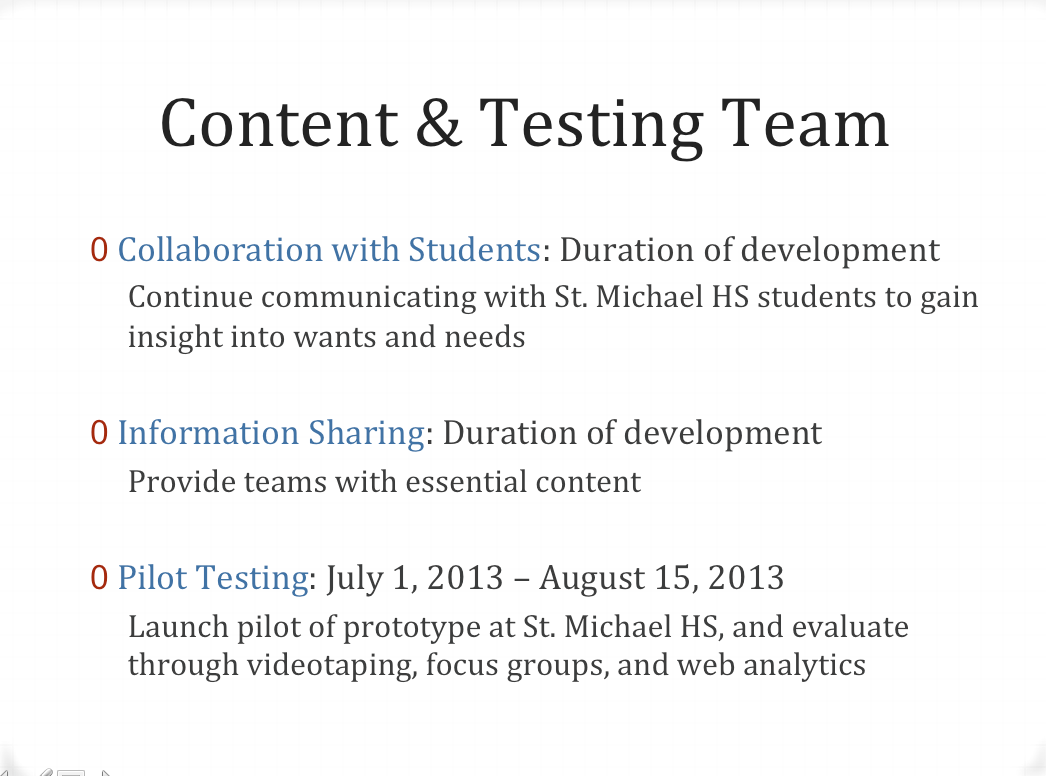 Content & Testing Team
0 Collaboration with Students: Duration of development
Continue communicating with St. Michael HS students to gain
insight into wants and needs
0 Information Sharing: Duration of development
Provide teams with essential content
0 Pilot Testing: July 1, 2013 – August 15, 2013
Launch pilot of prototype at St. Michael HS, and evaluate
through videotaping, focus groups, and web analytics